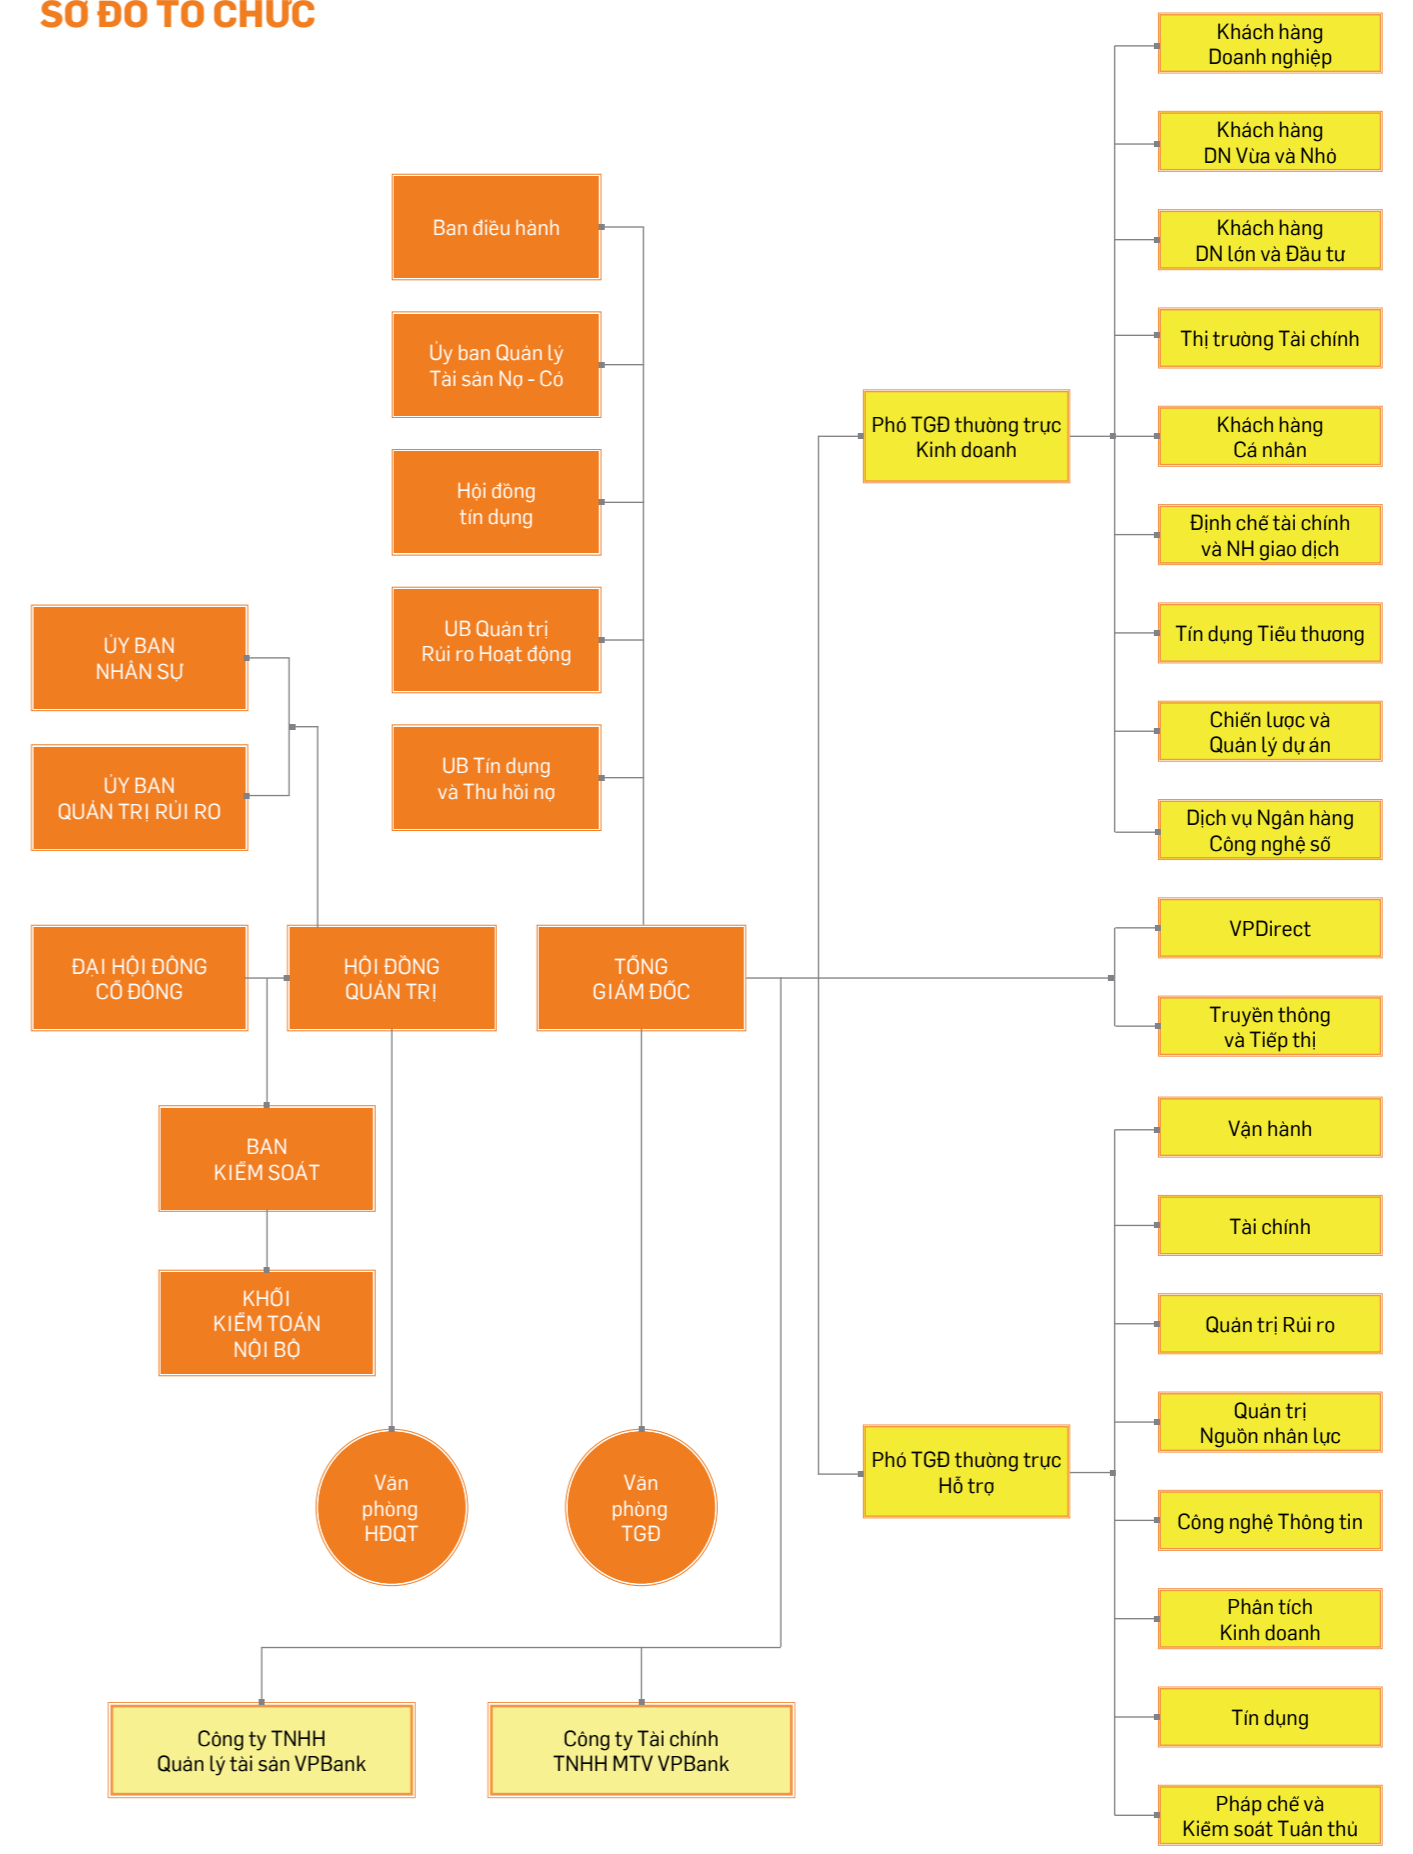 SƠ ĐỒ TỔ CHỨC
Ban điều hành
Ủy ban Quản lý
Tài sản Nợ - Có
Hội đồng
tín dụng
UB Quản trị
Rủi ro Hoạt động
UB Tín dụng
và Thu hồi nợ
ỦY BAN
NHÂN SỰ
ỦY BAN
QUẢN TRỊ RỦI RO
ĐẠI HỘI ĐỒNG
CỔ ĐÔNG
HỘI ĐỒNG
QUẢN TRỊ
TỔNG
GIÁM ĐỐC
BAN
KIỂM SOÁT
KHỐI
KIỂM TOÁN
NỘI BỘ
Văn
phòng
HĐQT
Văn
phòng
TGĐ
Công ty TNHH
Quản lý tài sản VPBank
Công ty Tài chính
TNHH MTV VPBank
Phó TGĐ thường trực
Kinh doanh
Khách hàng
Doanh nghiệp
Khách hàng
DN Vừa và Nhỏ
Khách hàng
DN lớn và Đầu tư
Thị trường Tài chính
Khách hàng
Cá nhân
Định chế tài chính
và NH giao dịch
Tín dụng Tiểu thương
Chiến lược và
Quản lý dự án
Dịch vụ Ngân hàng
Công nghệ số
VPDirect
Truyền thông
và Tiếp thị
Phó TGĐ thường trực
Hỗ trợ
Vận hành
Tài chính
Quản trị Rủi ro
Quản trị
Nguồn nhân lực
Công nghệ Thông tin
Phân tích
Kinh doanh
Tín dụng
Pháp chế và
Kiểm soát Tuân thủ